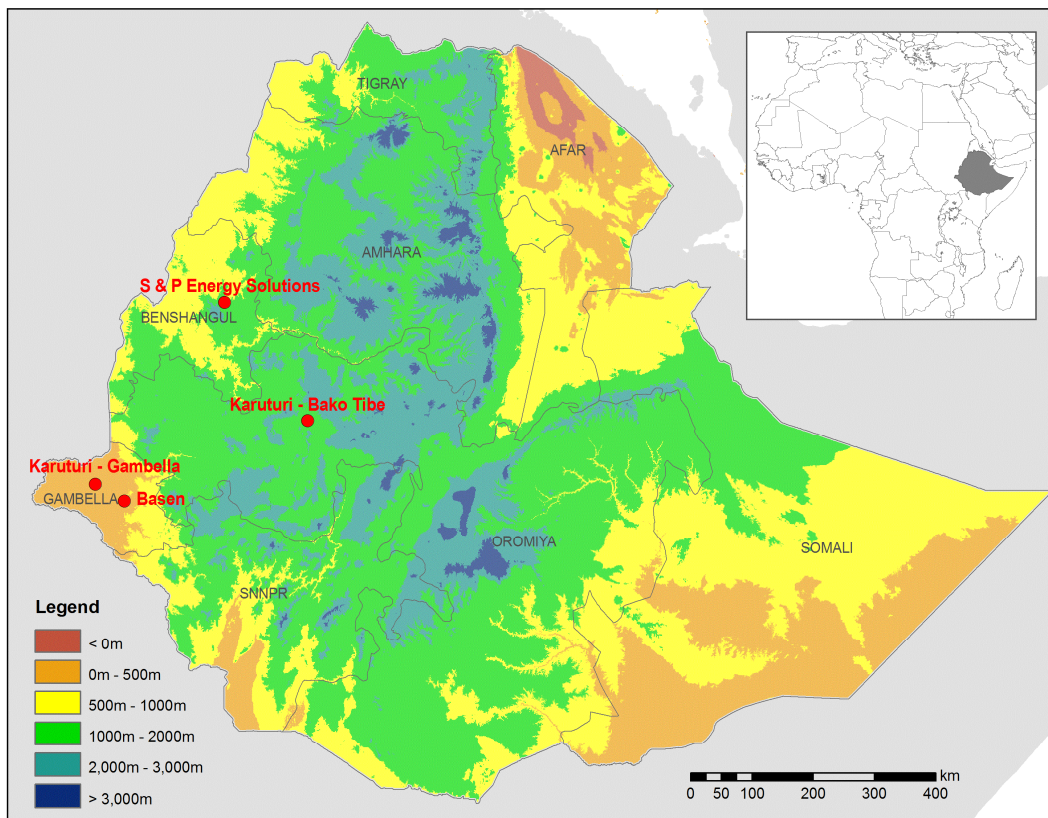 TIGRAY
AFAR
AMHARA
S & P Energy Solutions
BENSHANGUL
Karuturi - Bako Tibe
Karuturi - Gambella
GAMBELLA
Basen
OROMIYA
SOMALI
SNNPR
Legend
< 0m
0m - 500m
500m - 1000m
1000m - 2000m
2,000m - 3,000m
> 3,000m
km
0 50 100 200 300 400